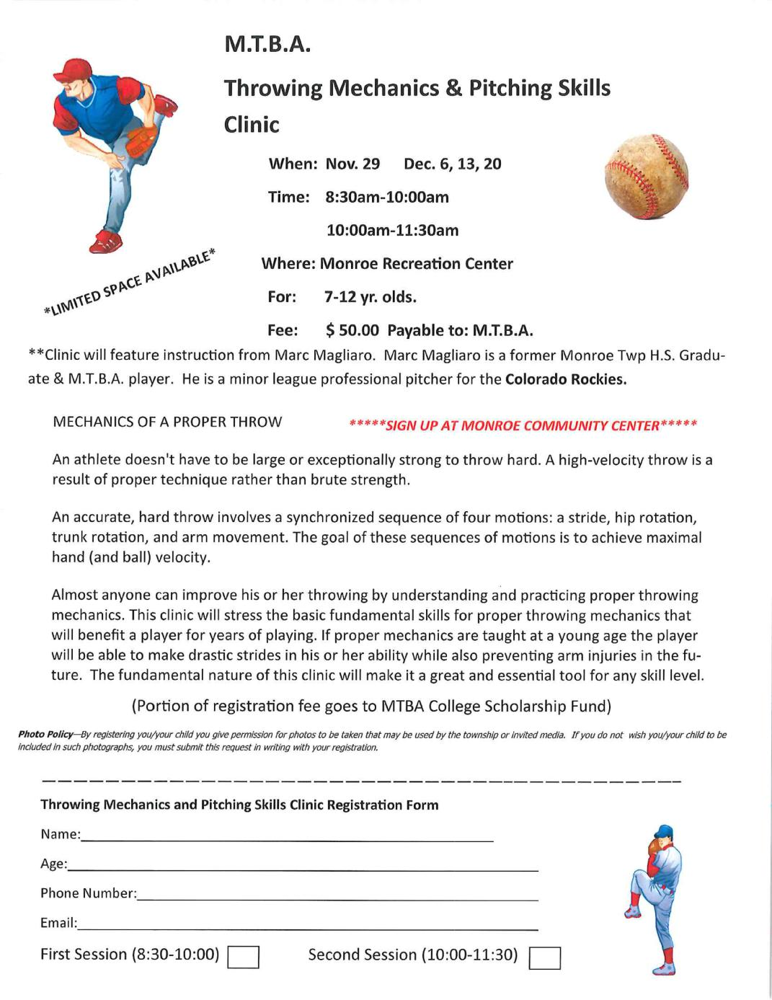 M.T.B.A.
Throwing Mechanics & Pitching Skills
Clinic
When: Nov. 29 Dec. 6, 13, 20
Time: 8:30am-10:00am
10:00am-11:30am
*LIMITED SPACE AVAILABLE*
Where: Monroe Recreation Center
For: 7-12 yr. olds.
Fee: $ 50.00 Payable to: M.T.B.A.
**Clinic will feature instruction from Marc Magliaro. Marc Magliaro is a former Monroe Twp H.S. Gradu-
ate & M.T.B.A. player. He is a minor league professional pitcher for the Colorado Rockies.
MECHANICS OF A PROPER THROW *****SIGN UP AT MONROE COMMUNITY CENTER*****
An athlete doesn't have to be large or exceptionally strong to throw hard. A high-velocity throw is a
result of proper technique rather than brute strength.
An accurate, hard throw involves a synchronized sequence of four motions: a stride, hip rotation,
trunk rotation, and arm movement. The goal of these sequences of motions is to achieve maximal
hand (and ball) velocity.
Almost anyone can improve his or her throwing by understanding and practicing proper throwing
mechanics. This clinic will stress the basic fundamental skills for proper throwing mechanics that
will benefit a player for years of playing. If proper mechanics are taught at a young age the player
will be able to make drastic strides in his or her ability while also preventing arm injuries in the fu-
ture. The fundamental nature of this clinic will make it a great and essential tool for any skill level.
(Portion of registration fee goes to MTBA College Scholarship Fund)
Photo Policy—By registering you/your child you give permission for photos to be taken that may be used by the township or invited media. If you do not wish you/your child to be
included in such photographs, you must submit this request in writing with your registration.
Throwing Mechanics and Pitching Skills Clinic Registration Form
Name:
Age:
Phone Number:
Email:
First Session (8:30-10:00) Second Session (10:00-11:30)